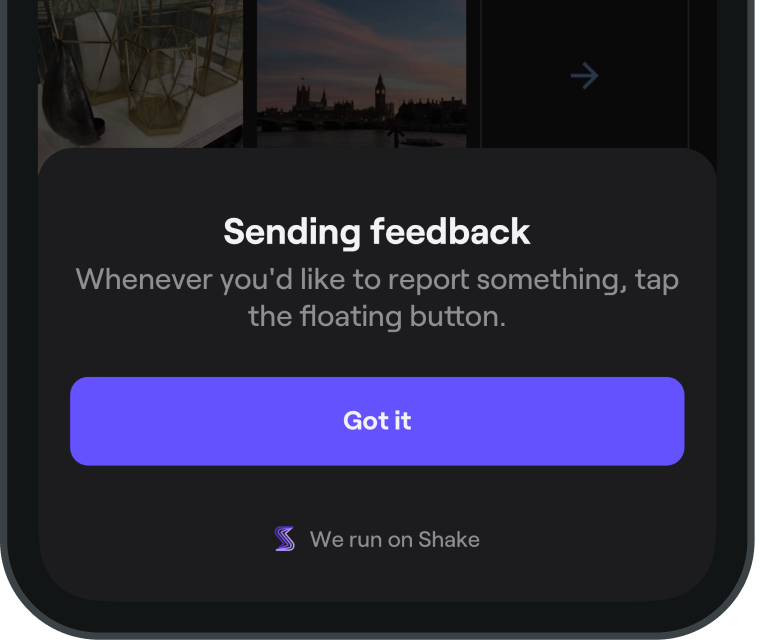 Sending feedback
Whenever you'd like to report something, tap
the floating button.
Got it
We run on Shake